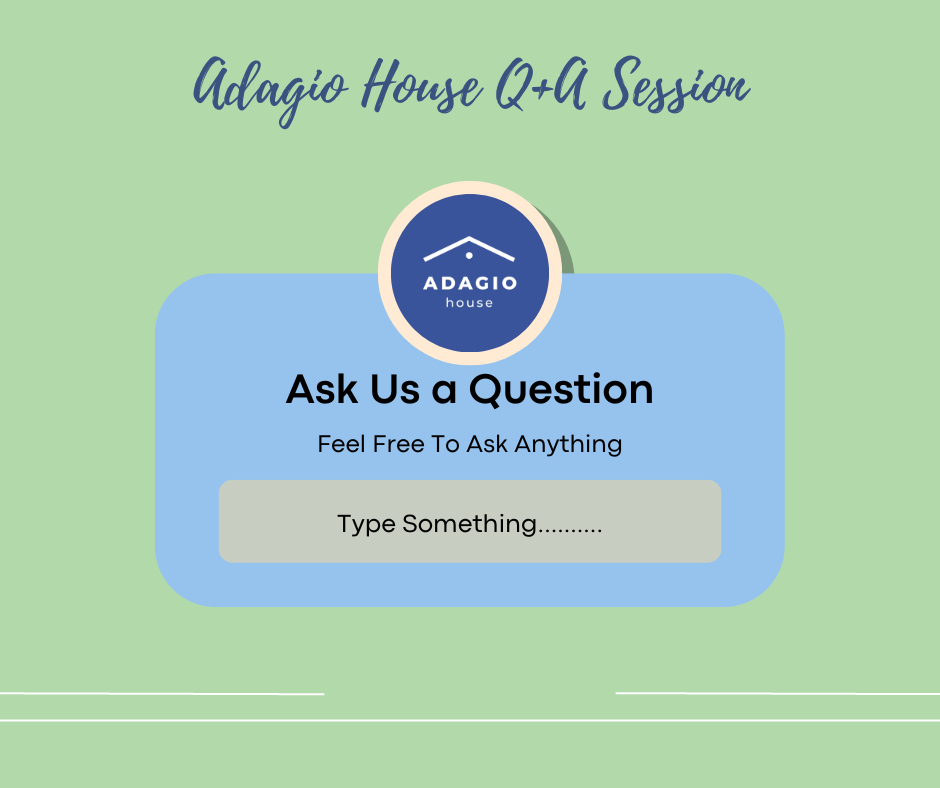 Adagio House Q+A Session
ADAGIO
house
Ask Us a Question
Feel Free To Ask Anything
Type Something..........